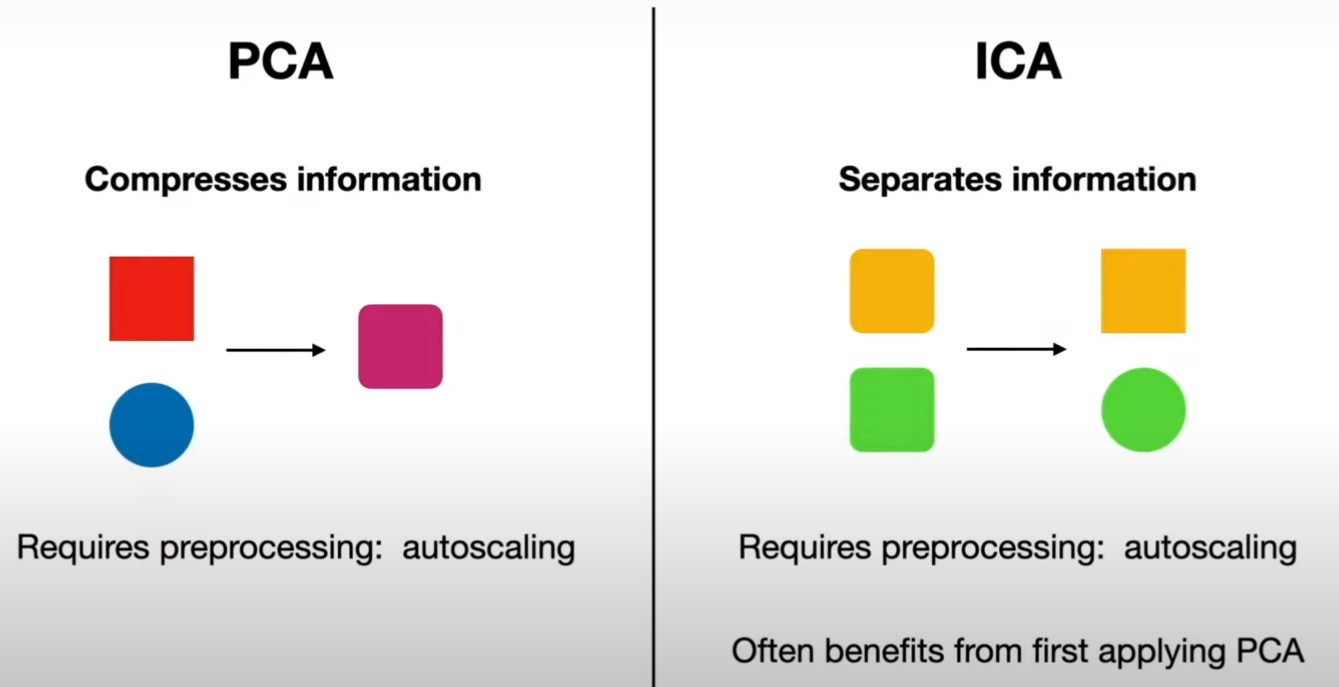 PCA
Compresses information
Requires preprocessing: autoscaling
ICA
Separates information
Requires preprocessing: autoscaling
Often benefits from first applying PCA